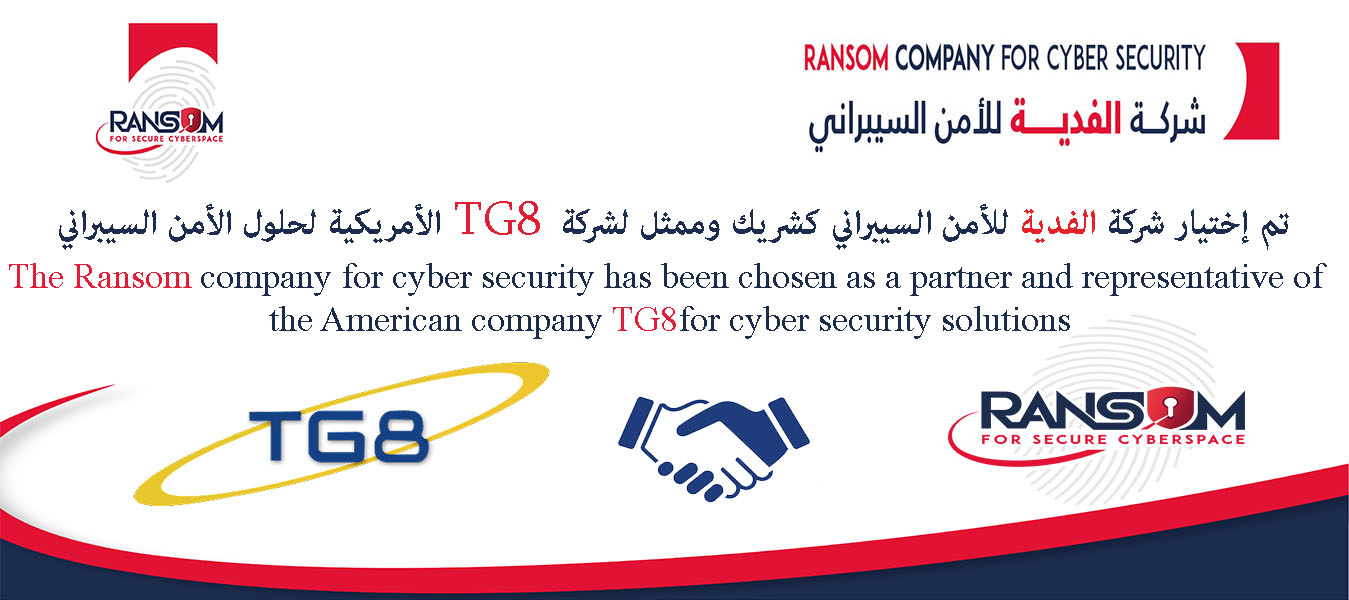 RANSOM
FOR SECURE CYBERSPACE
RANSOM COMPANY FOR CYBER SECURITY
شركة الفدية للأمن السيبراني
تم إختيار شركة الفدية للأمن السيبراني كشريك وممثل لشركة TG8 الأمريكية لحلول الأمن السيبراني
The Ransom company for cyber security has been chosen as a partner and representative of
the American company TG8for cyber security solutions
TG8
RANSOM
FOR SECURE CYBERSPACE